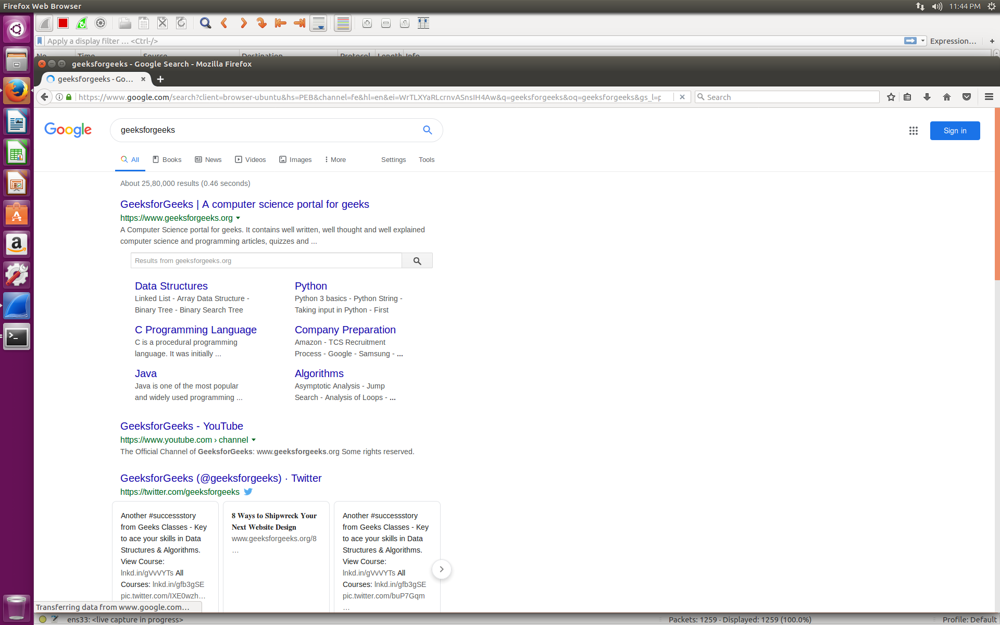 Firefox Web Browser
11:44 PM
Apply a display filter … <Ctrl-/>
Expression…
+
No. Time Source Destination Protocol Length Info
geeksforgeeks - Google Search - Mozilla Firefox
geeksforgeeks - Go…
https://www.google.com/search?client=browser-ubuntu&hs=PEB&channel=fe&hl=en&ei=WrTLXYaRLcrnvASnsIH4Aw&q=geeksforgeeks&oq=geeksforgeeks&gs_l=p
Search
Google
geeksforgeeks
Sign in
All
Books
News
Videos
Images
More
Settings
Tools
About 25,80,000 results (0.46 seconds)
GeeksforGeeks | A computer science portal for geeks
https://www.geeksforgeeks.org
A Computer Science portal for geeks. It contains well written, well thought and well explained
computer science and programming articles, quizzes and ...
Results from geeksforgeeks.org
Data Structures
Linked List - Array Data Structure -
Binary Tree - Binary Search Tree
Python
Python 3 basics - Python String -
Taking input in Python - First
C Programming Language
C is a procedural programming
language. It was initially ...
Company Preparation
Amazon - TCS Recruitment
Process - Google - Samsung - ...
Java
Java is one of the most popular
and widely used programming ...
Algorithms
Asymptotic Analysis - Jump
Search - Analysis of Loops - ...
GeeksforGeeks - YouTube
https://www.youtube.com › channel
The Official Channel of GeeksforGeeks: www.geeksforgeeks.org Some rights reserved.
GeeksforGeeks (@geeksforgeeks) · Twitter
https://twitter.com/geeksforgeeks
Another #successstory
from Geeks Classes - Key
to ace your skills in Data
Structures & Algorithms.
View Course:
lnkd.in/gVvVYTs All
Courses: lnkd.in/gfb3gSE
pic.twitter.com/IXE0wzh…
8 Ways to Shipwreck Your
Next Website Design
www.geeksforgeeks.org/8
…
Another #successstory
from Geeks Classes - Key
to ace your skills in Data
Structures & Algorithms.
View Course:
lnkd.in/gVvVYTs All
Courses: lnkd.in/gfb3gSE
pic.twitter.com/buP7Gqm
…
Transferring data from www.google.com…
ens33: <live capture in progress>
Packets: 1259 · Displayed: 1259 (100.0%)
Profile: Default